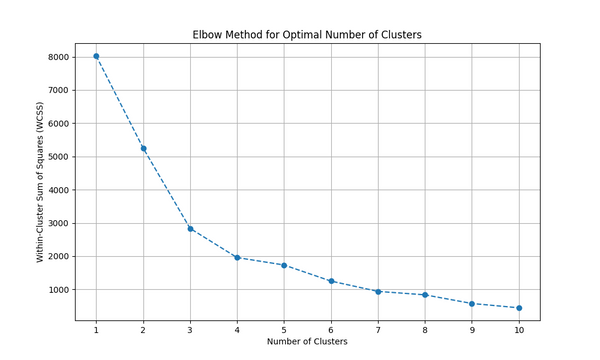 Elbow Method for Optimal Number of Clusters
Within-Cluster Sum of Squares (WCSS)
8000
7000
6000
5000
4000
3000
2000
1000
1 2 3 4 5 6 7 8 9 10
Number of Clusters